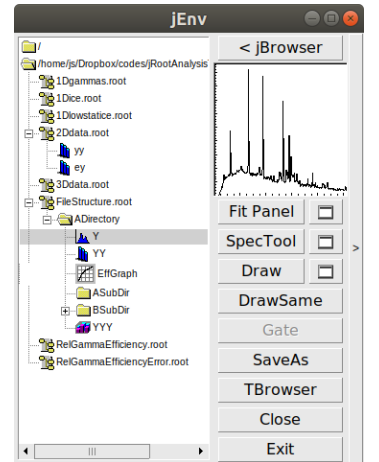 jEnv
/
/home/js/Dropbox/codes/jRootAnalysis
1Dgammas.root
1Dice.root
1Dlowstatice.root
2Ddata.root
yy
ey
3Ddata.root
FileStructure.root
ADirectory
Y
YY
EffGraph
ASubDir
BSubDir
YYY
RelGammaEfficiency.root
RelGammaEfficiencyError.root
< jBrowser
Fit Panel
SpecTool
Draw
DrawSame
Gate
SaveAs
TBrowser
Close
Exit
>